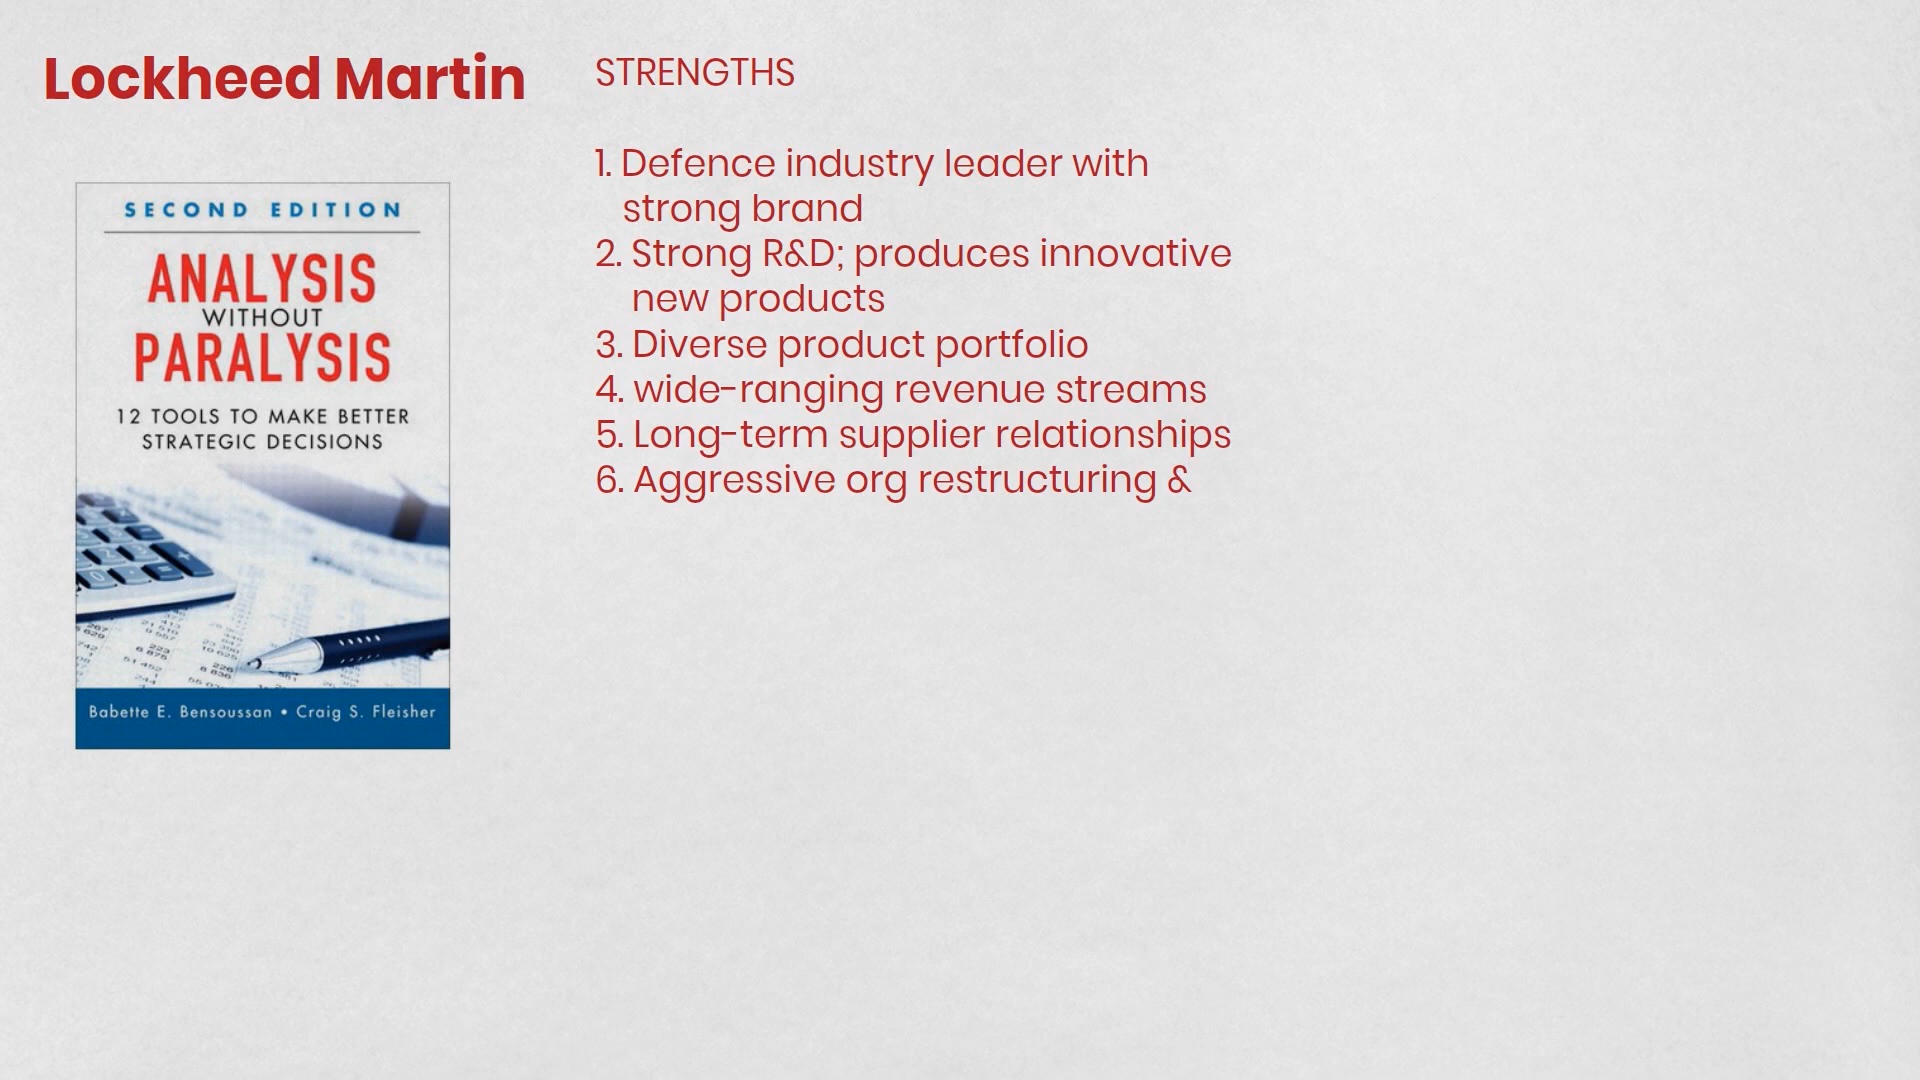 Lockheed Martin
SECOND EDITION
ANALYSIS
WITHOUT
PARALYSIS
12 TOOLS TO MAKE BETTER
STRATEGIC DECISIONS
Babette E. Bensoussan • Craig S. Fleisher
STRENGTHS
1. Defence industry leader with
strong brand
2. Strong R&D; produces innovative
new products
3. Diverse product portfolio
4. wide-ranging revenue streams
5. Long-term supplier relationships
6. Aggressive org restructuring &